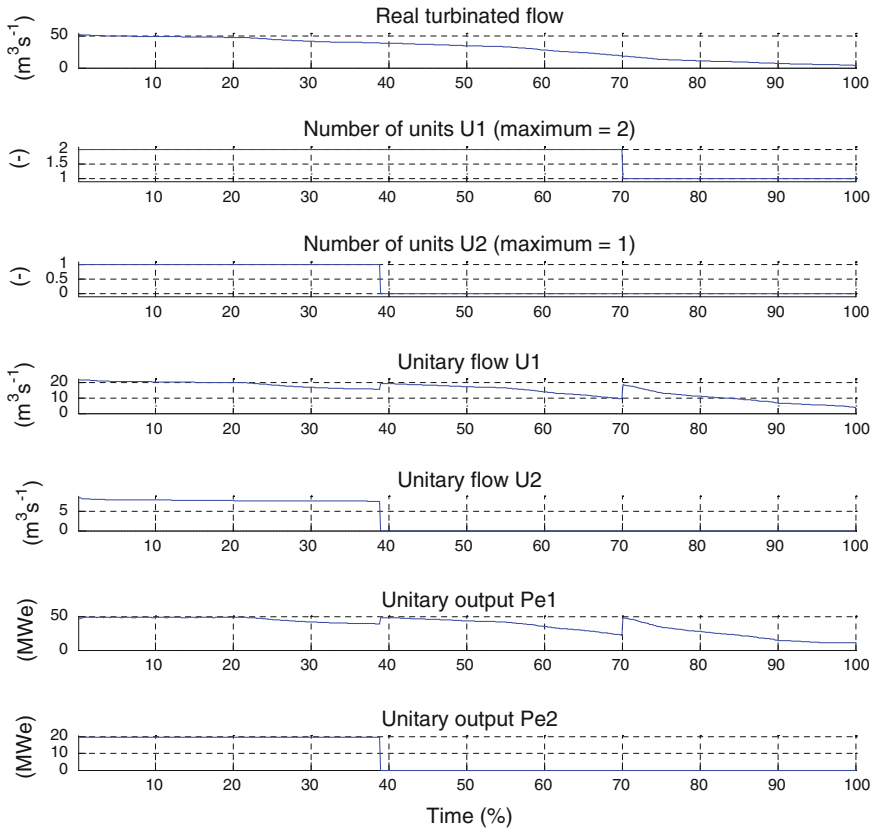 Real turbinated flow
(m³s⁻¹)
50
0
10 20 30 40 50 60 70 80 90 100
Number of units U1 (maximum = 2)
(-)
2
1.5
1
10 20 30 40 50 60 70 80 90 100
Number of units U2 (maximum = 1)
(-)
1
0.5
0
10 20 30 40 50 60 70 80 90 100
Unitary flow U1
(m³s⁻¹)
20
10
0
10 20 30 40 50 60 70 80 90 100
Unitary flow U2
(m³s⁻¹)
5
0
10 20 30 40 50 60 70 80 90 100
Unitary output Pe1
(MWe)
50
0
10 20 30 40 50 60 70 80 90 100
Unitary output Pe2
(MWe)
20
10
0
10 20 30 40 50 60 70 80 90 100
Time (%)